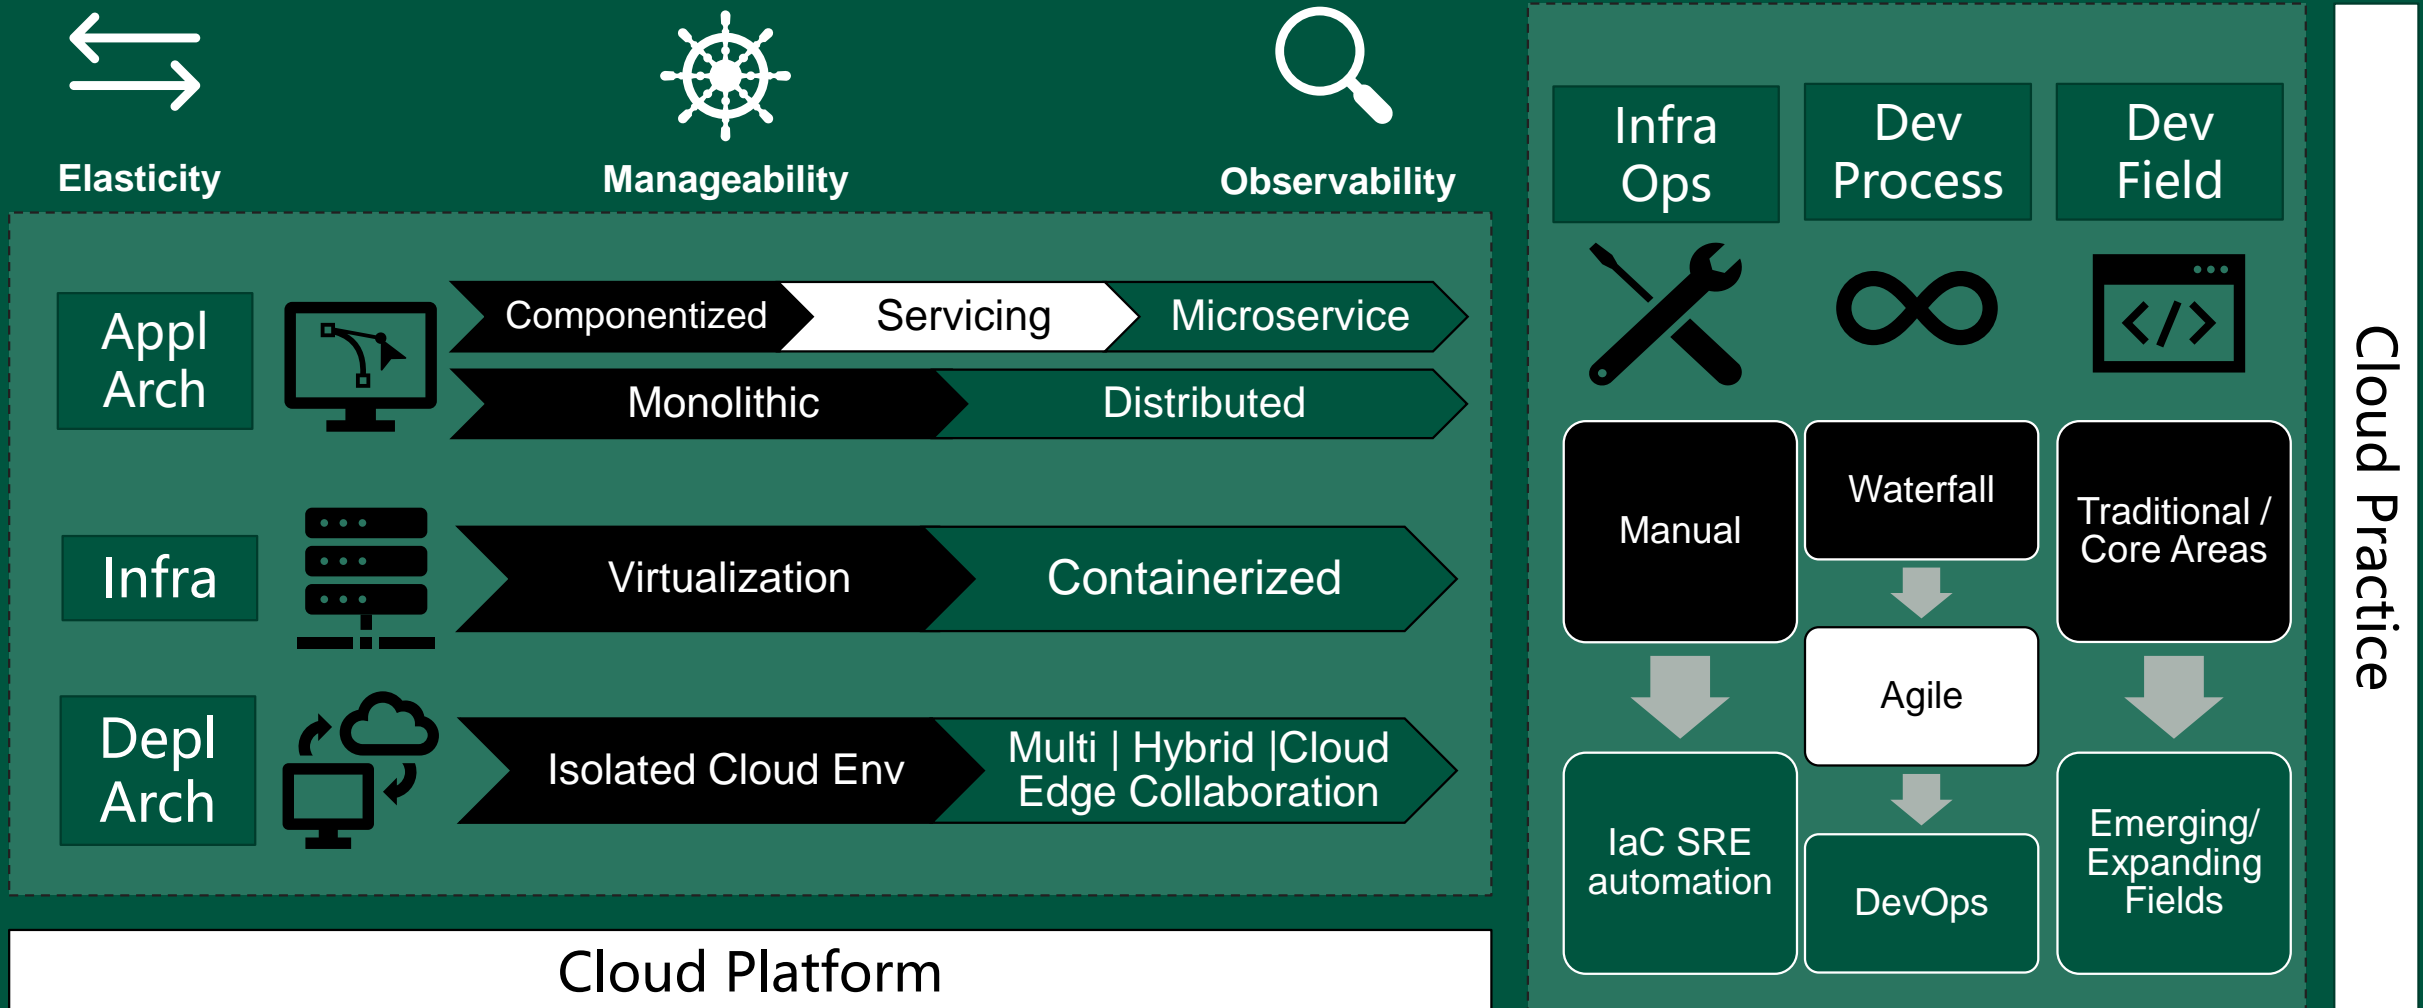 Elasticity
Manageability
Observability
Appl
Arch
Componentized
Servicing
Microservice
Monolithic
Distributed
Infra
Virtualization
Containerized
Depl
Arch
Isolated Cloud Env
Multi | Hybrid |Cloud
Edge Collaboration
Cloud Platform
Infra
Ops
Dev
Process
Dev
Field
Manual
IaC SRE
automation
Waterfall
Agile
DevOps
Traditional /
Core Areas
Emerging/
Expanding
Fields
Cloud Practice